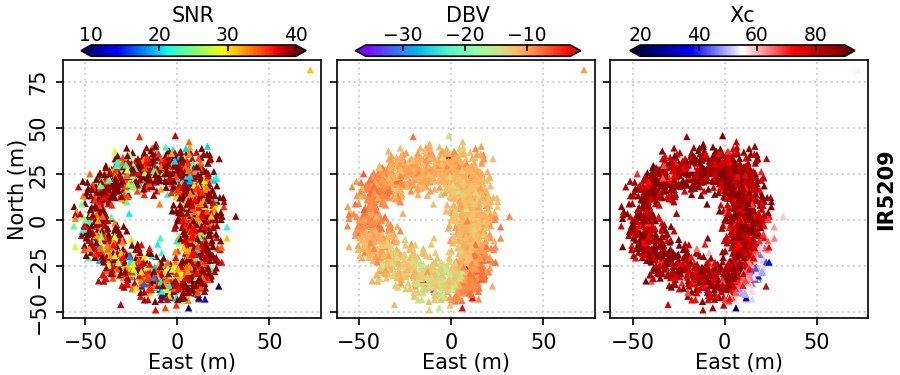 SNR DBV Xc
10 20 30 40 −30 −20 −10 20 40 60 80
75
50
25
0
−25
−50
North (m)
IR5209
−50 0 50 −50 0 50 −50 0 50
East (m) East (m) East (m)